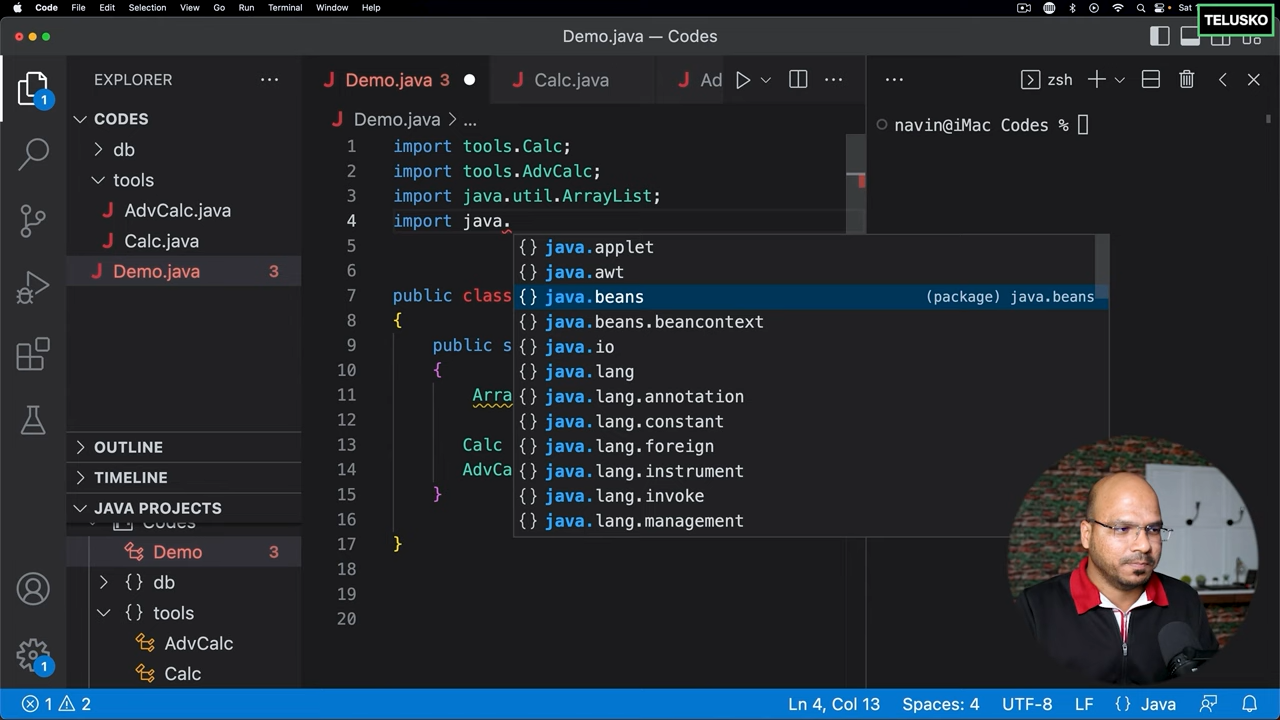 Code File Edit Selection View Go Run Terminal Window Help Sat
TELUSKO
Demo.java — Codes
EXPLORER
Demo.java 3
Calc.java
Ad
zsh
1
CODES
db
tools
AdvCalc.java
Calc.java
Demo.java 3
Demo.java > ...
navin@iMac Codes %
1 import tools.Calc;
2 import tools.AdvCalc;
3 import java.util.ArrayList;
4 import java.
5
6
7 public class
8 {
9 public s
10 {
11 Arra
12
13 Calc
14 AdvCa
15 }
16
17 }
18
19
20
java.applet
java.awt
java.beans (package) java.beans
java.beans.beancontext
java.io
java.lang
java.lang.annotation
java.lang.constant
java.lang.foreign
java.lang.instrument
java.lang.invoke
java.lang.management
OUTLINE
TIMELINE
JAVA PROJECTS
Codes
Demo 3
db
tools
AdvCalc
Calc
1
1 2
Ln 4, Col 13 Spaces: 4 UTF-8 LF {} Java